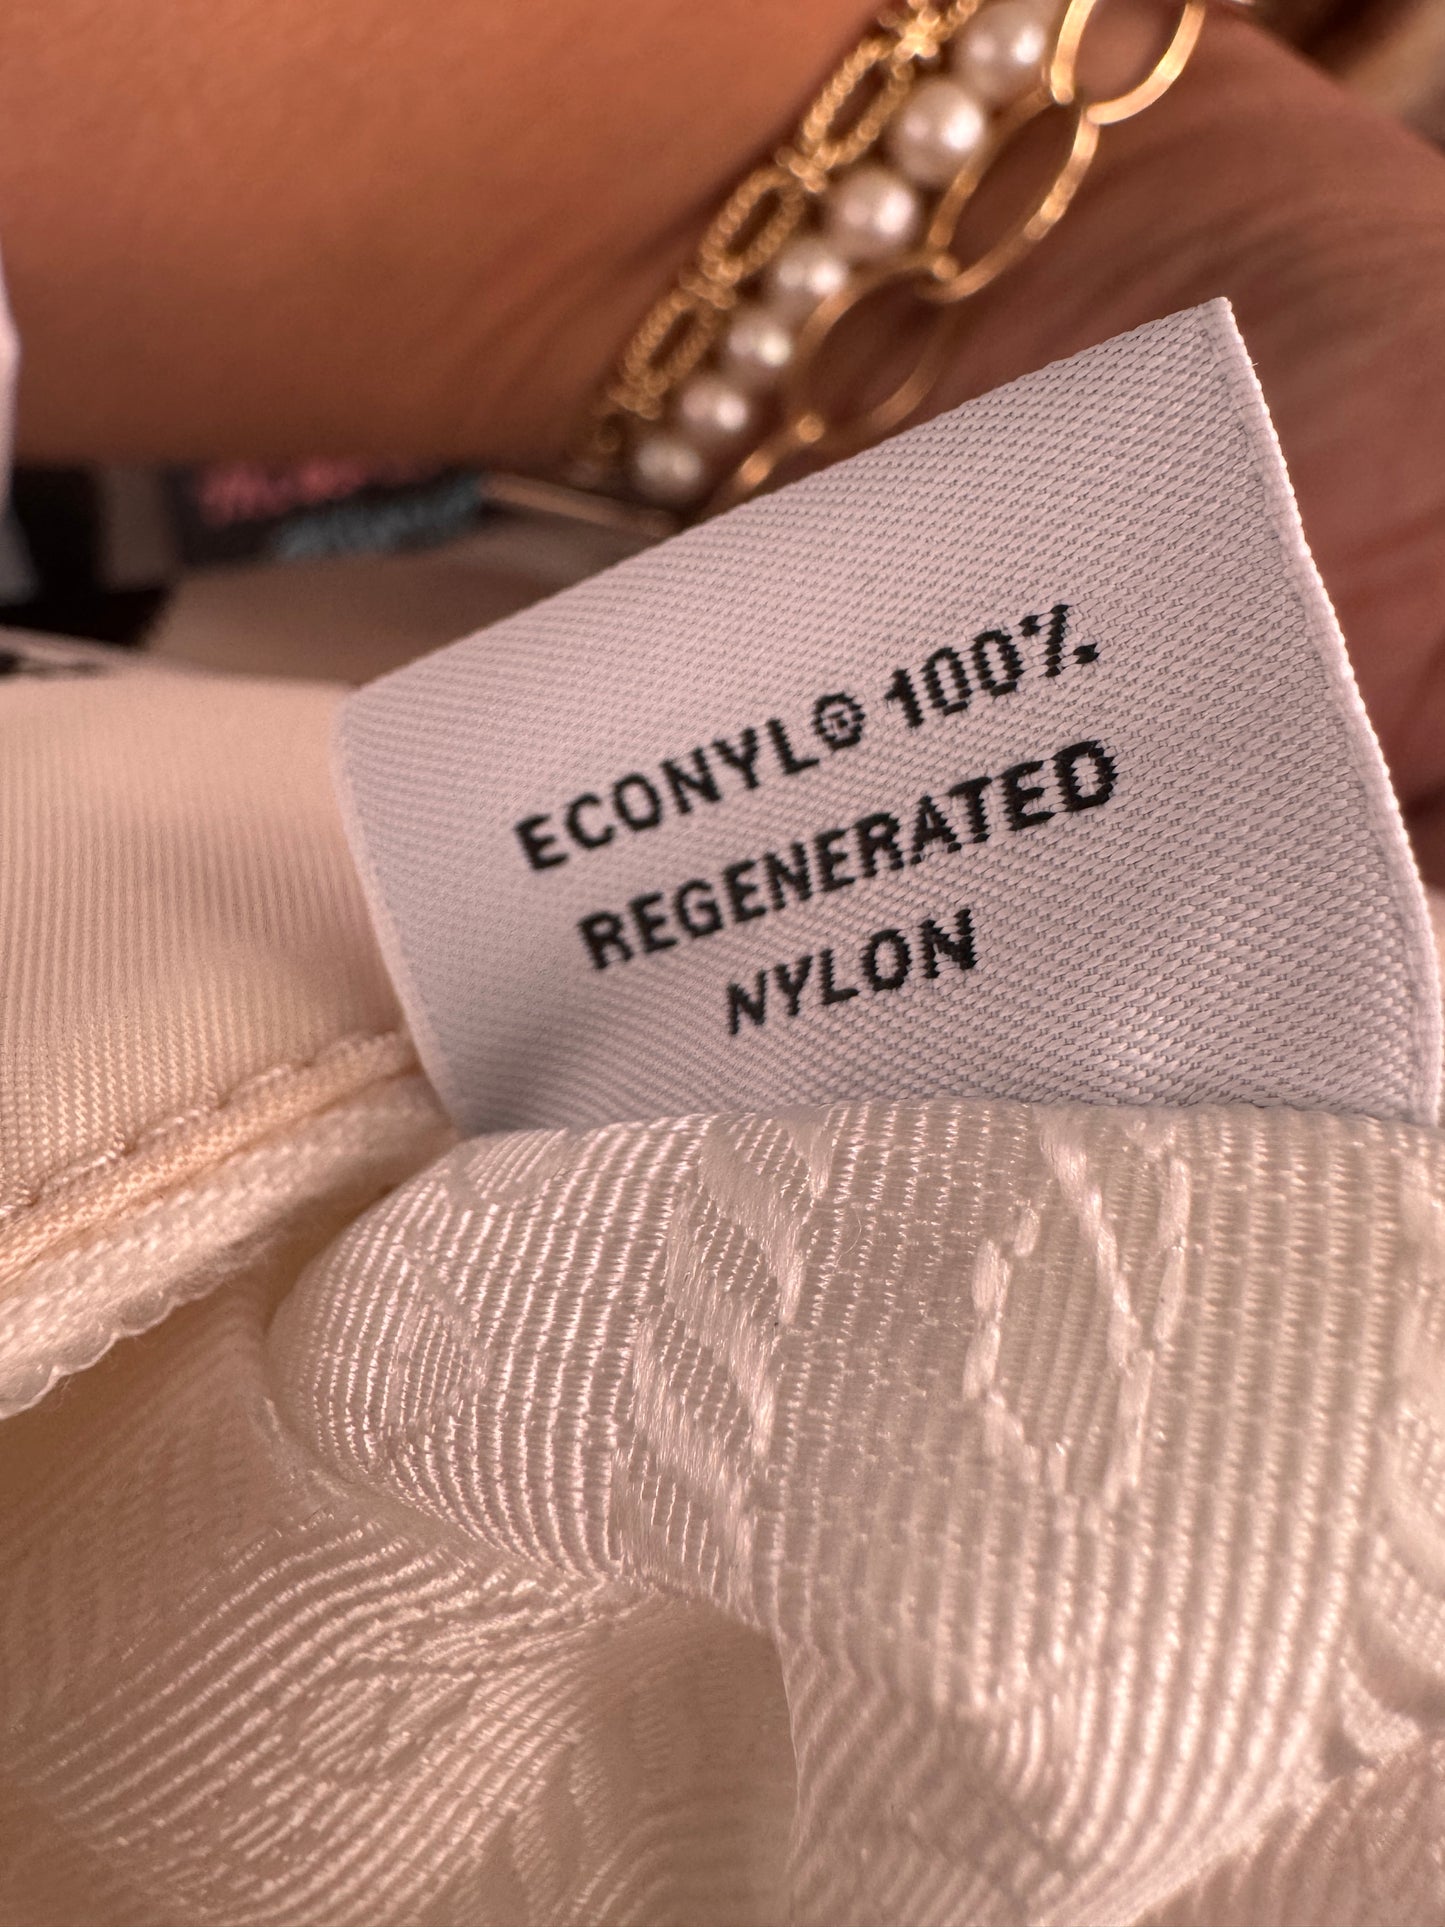 ECONYL® 100%
REGENERATED
NYLON